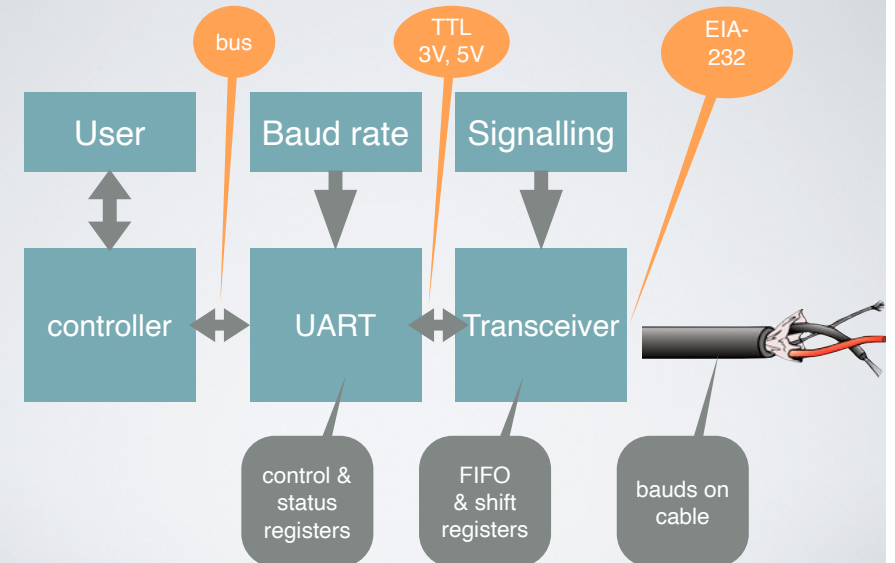 bus
TTL
3V, 5V
EIA-
232
User
Baud rate
Signalling
controller
UART
Transceiver
control &
status
registers
FIFO
& shift
registers
bauds on
cable